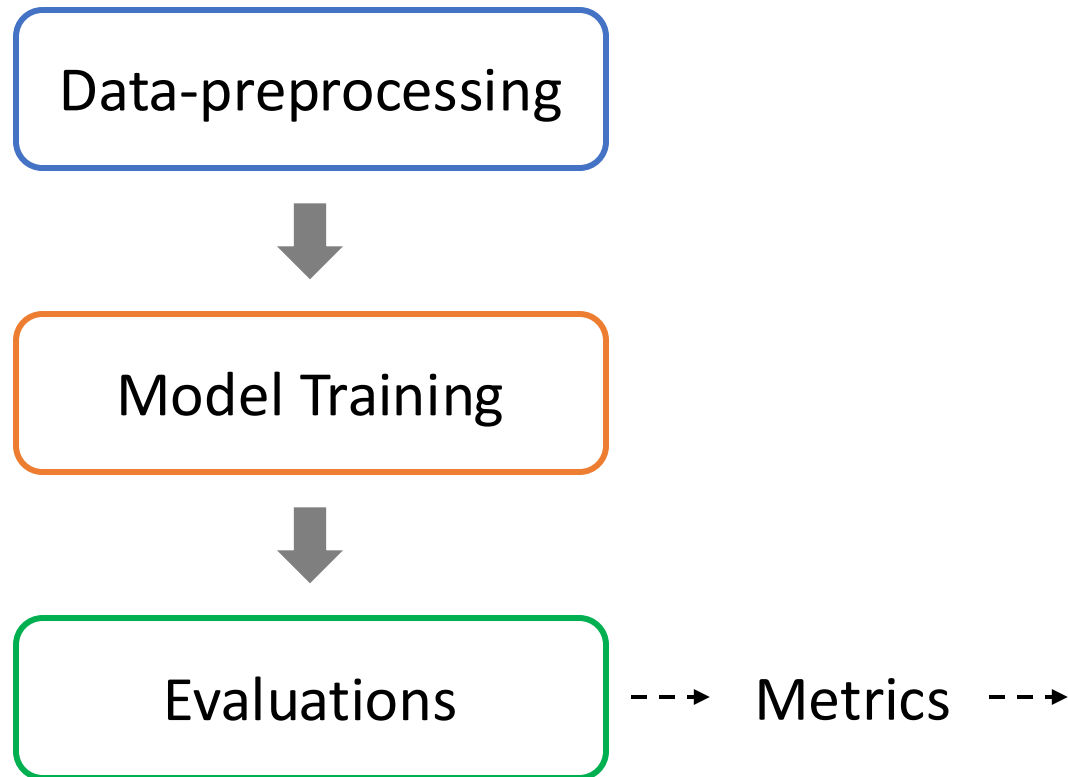 Data-preprocessing
Model Training
Evaluations
Metrics